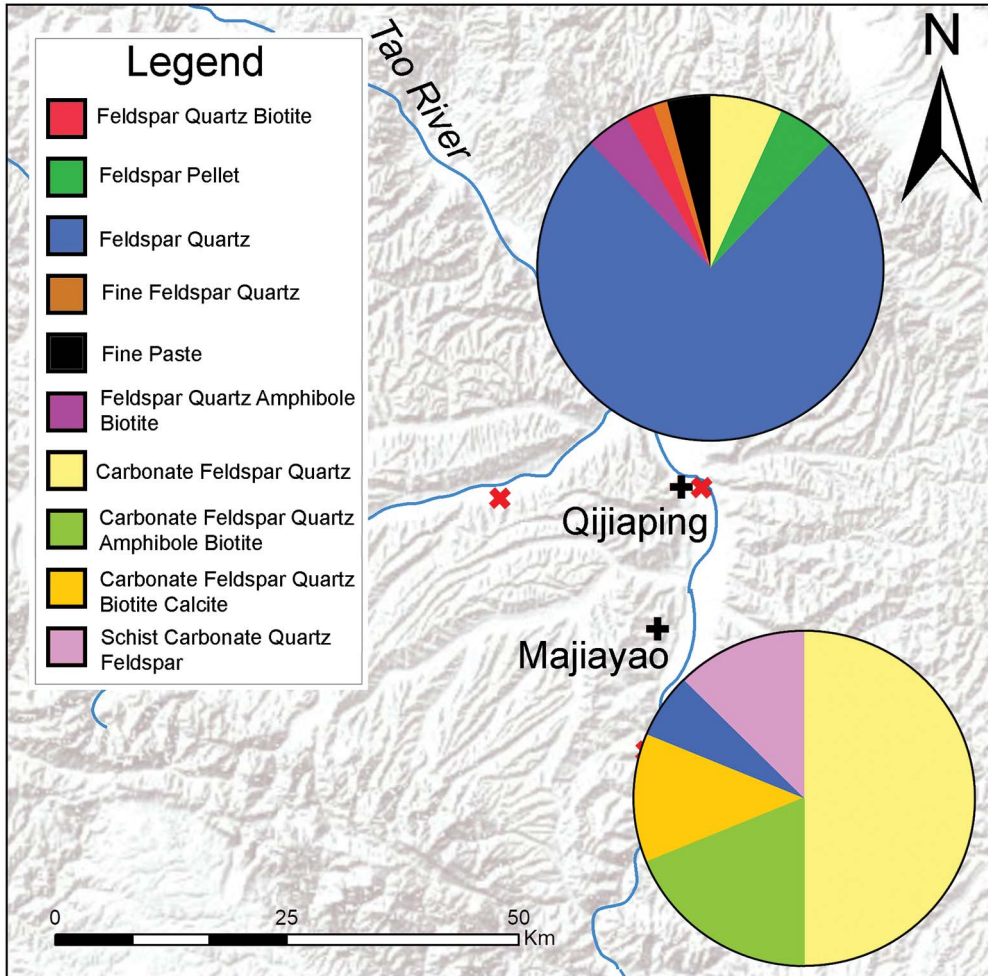 Legend
Feldspar Quartz Biotite
Feldspar Pellet
Feldspar Quartz
Fine Feldspar Quartz
Fine Paste
Feldspar Quartz Amphibole
Biotite
Carbonate Feldspar Quartz
Carbonate Feldspar Quartz
Amphibole Biotite
Carbonate Feldspar Quartz
Biotite Calcite
Schist Carbonate Quartz
Feldspar
Tao River
N
Qijiaping
Majiayao
0 25 50
Km